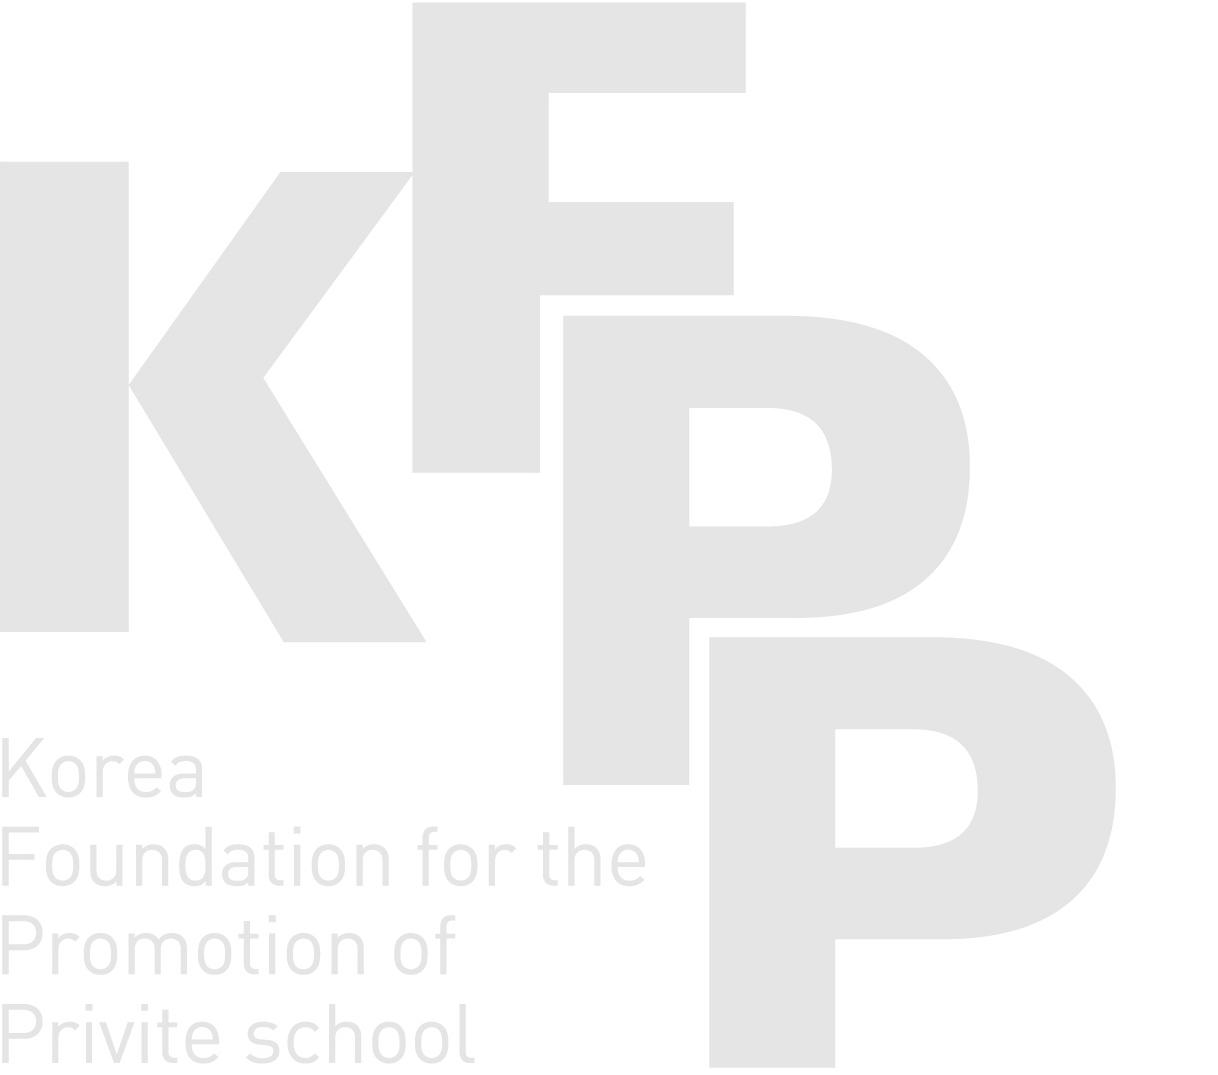 KFPP
Korea
Foundation for the
Promotion of
Privite school